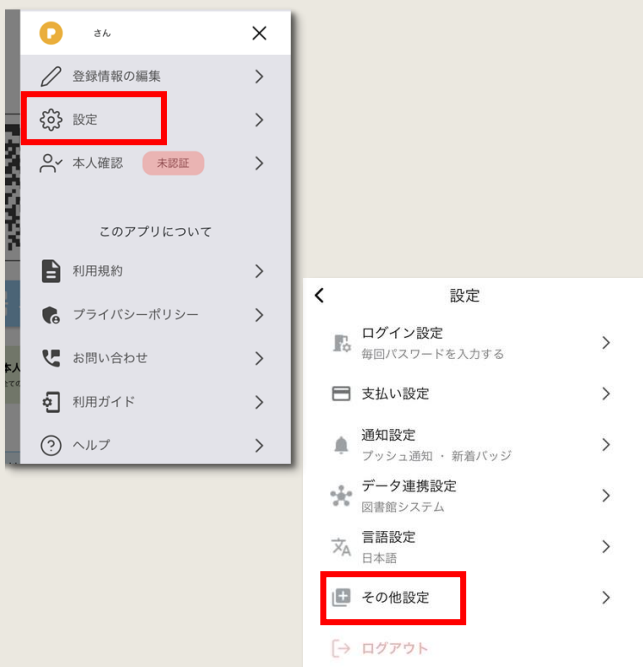 P
さん
登録情報の編集
設定
本人確認
未認証
このアプリについて
利用規約
プライバシーポリシー
お問い合わせ
利用ガイド
ヘルプ
設定
ログイン設定
毎回パスワードを入力する
支払い設定
通知設定
プッシュ通知 ・ 新着バッジ
データ連携設定
図書館システム
言語設定
日本語
その他設定
ログアウト